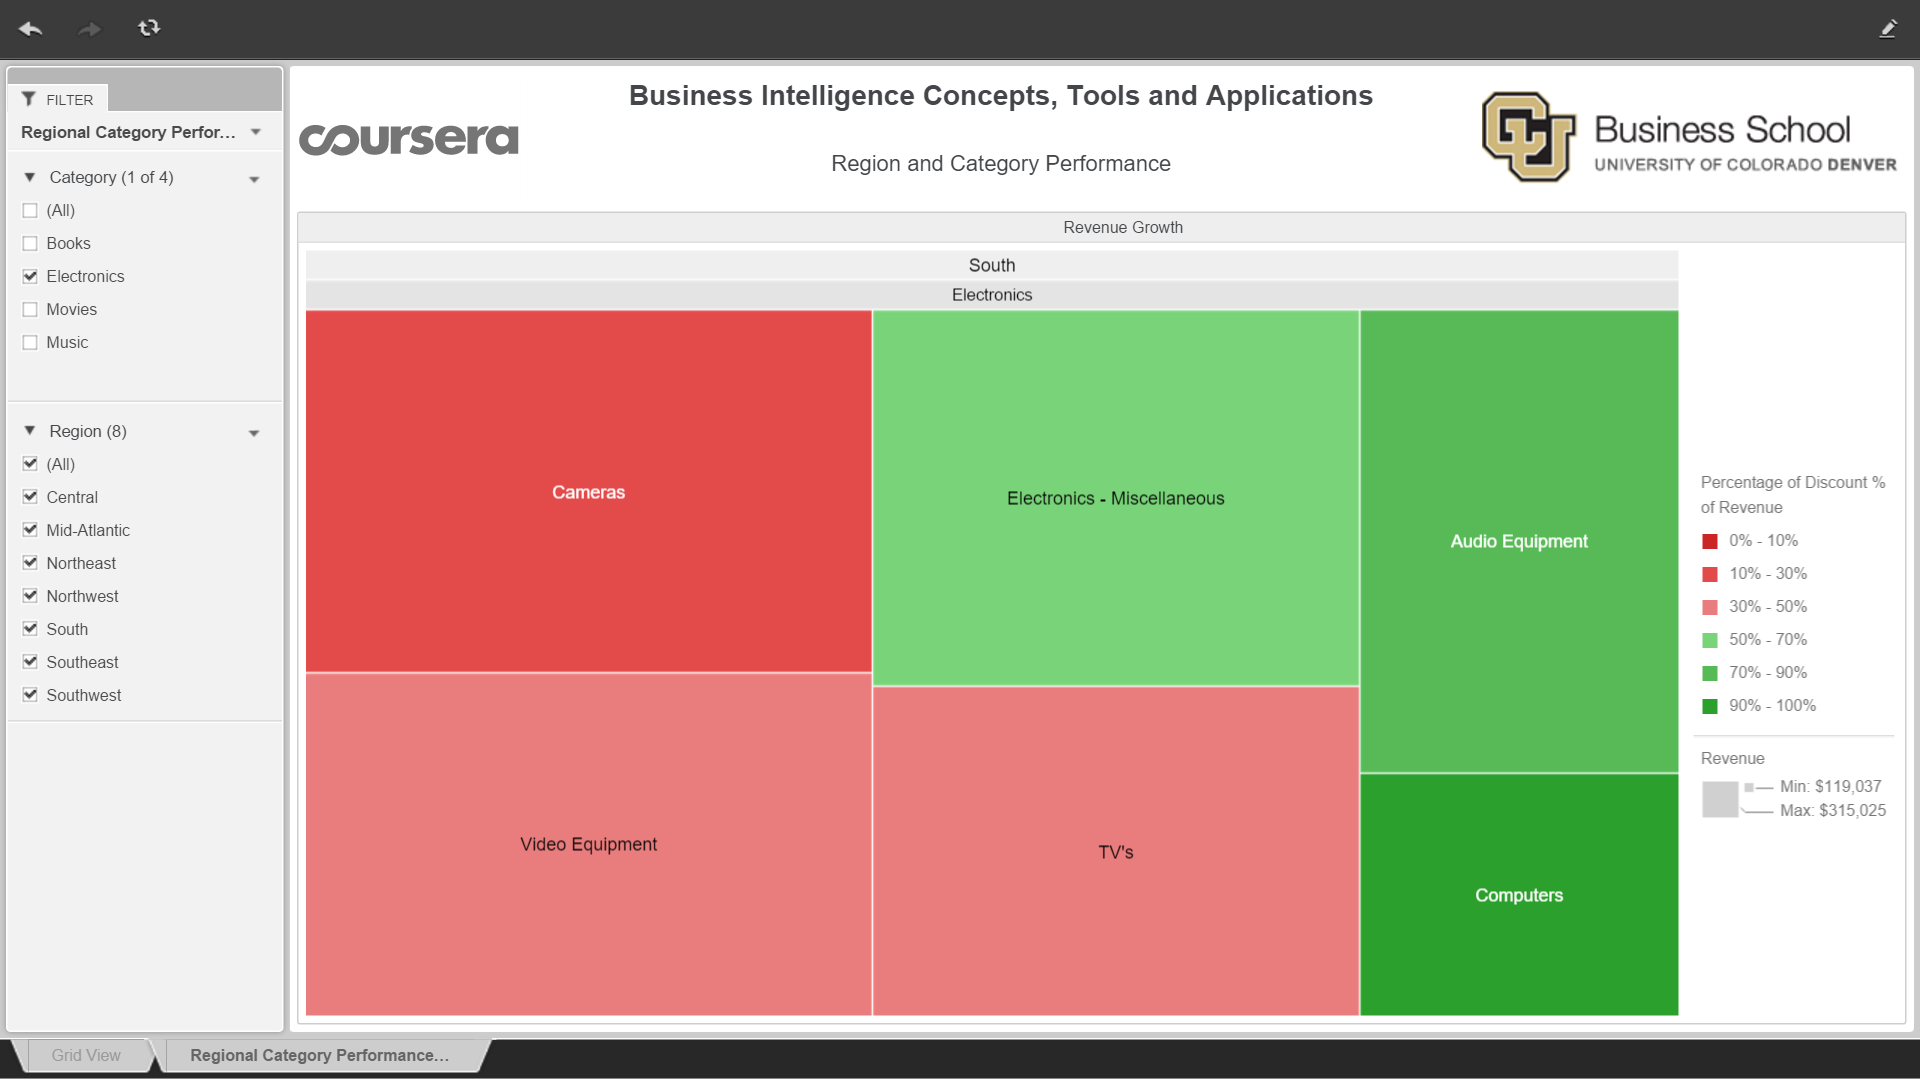 FILTER
Regional Category Perfor...
Category (1 of 4)
(All)
Books
Electronics
Movies
Music
Region (8)
(All)
Central
Mid-Atlantic
Northeast
Northwest
South
Southeast
Southwest
coursera
Business Intelligence Concepts, Tools and Applications
Region and Category Performance
CU
Business School
UNIVERSITY OF COLORADO DENVER
Revenue Growth
South
Electronics
Cameras
Electronics - Miscellaneous
Audio Equipment
Video Equipment
TV's
Computers
Percentage of Discount %
of Revenue
0% - 10%
10% - 30%
30% - 50%
50% - 70%
70% - 90%
90% - 100%
Revenue
Min: $119,037
Max: $315,025
Grid View
Regional Category Performance...